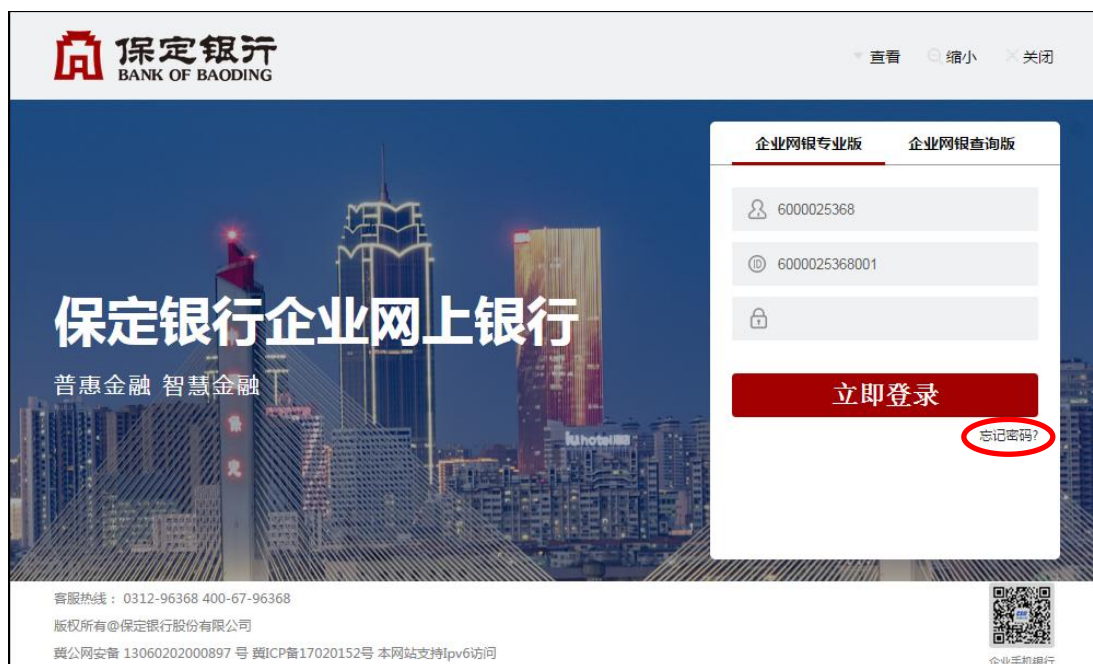 保定银行
BANK OF BAODING
查看 缩小 关闭
企业网银专业版 企业网银查询版
6000025368
6000025368001
保定银行企业网上银行
普惠金融 智慧金融
立即登录
忘记密码?
保定
iu hotel
客服热线： 0312-96368 400-67-96368
版权所有@保定银行股份有限公司
冀公网安备 13060202000897 号 冀ICP备17020152号 本网站支持Ipv6访问
企业手机银行